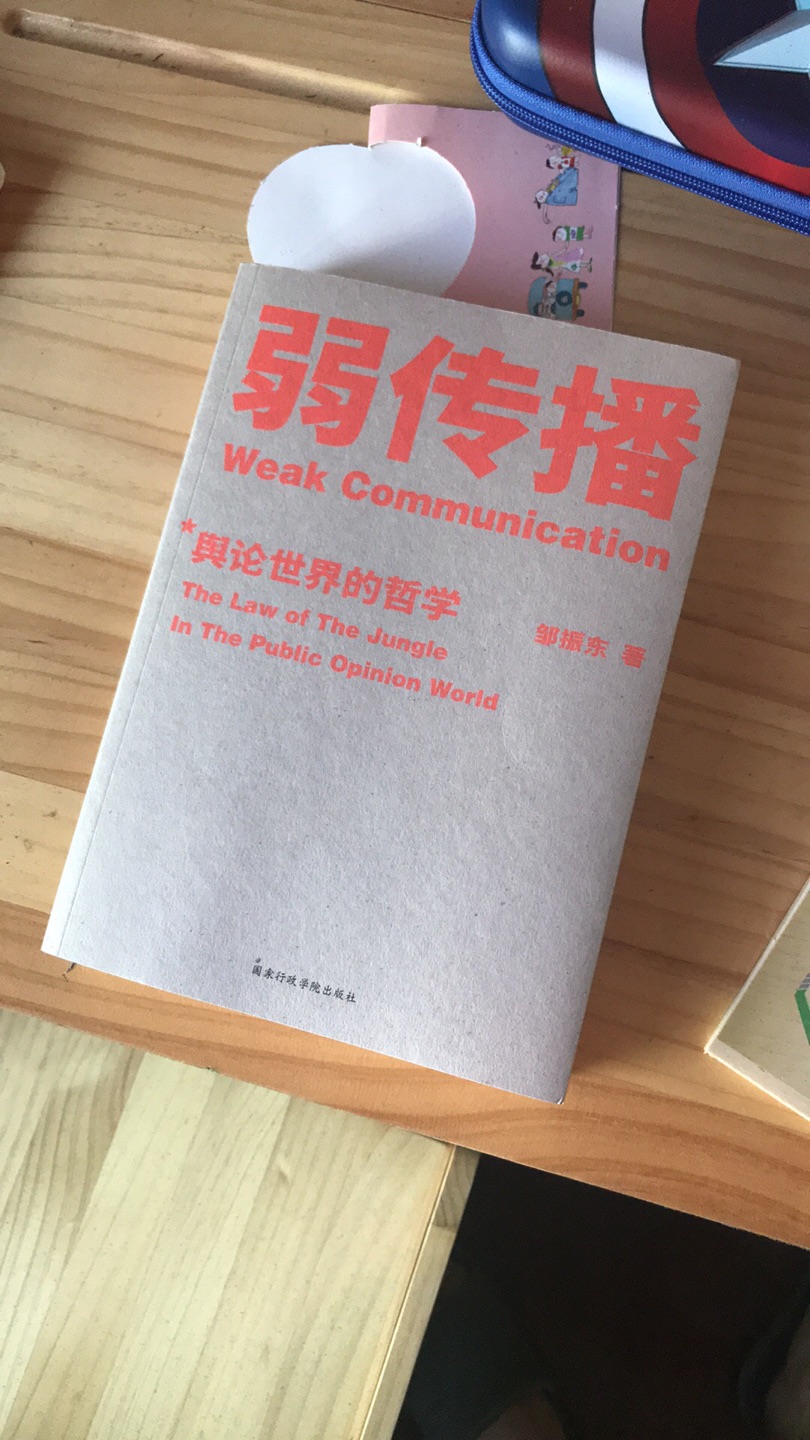 弱传播
Weak Communication
*舆论世界的哲学
The Law of The Jungle
In The Public Opinion World
邹振东 著
国家行政学院出版社